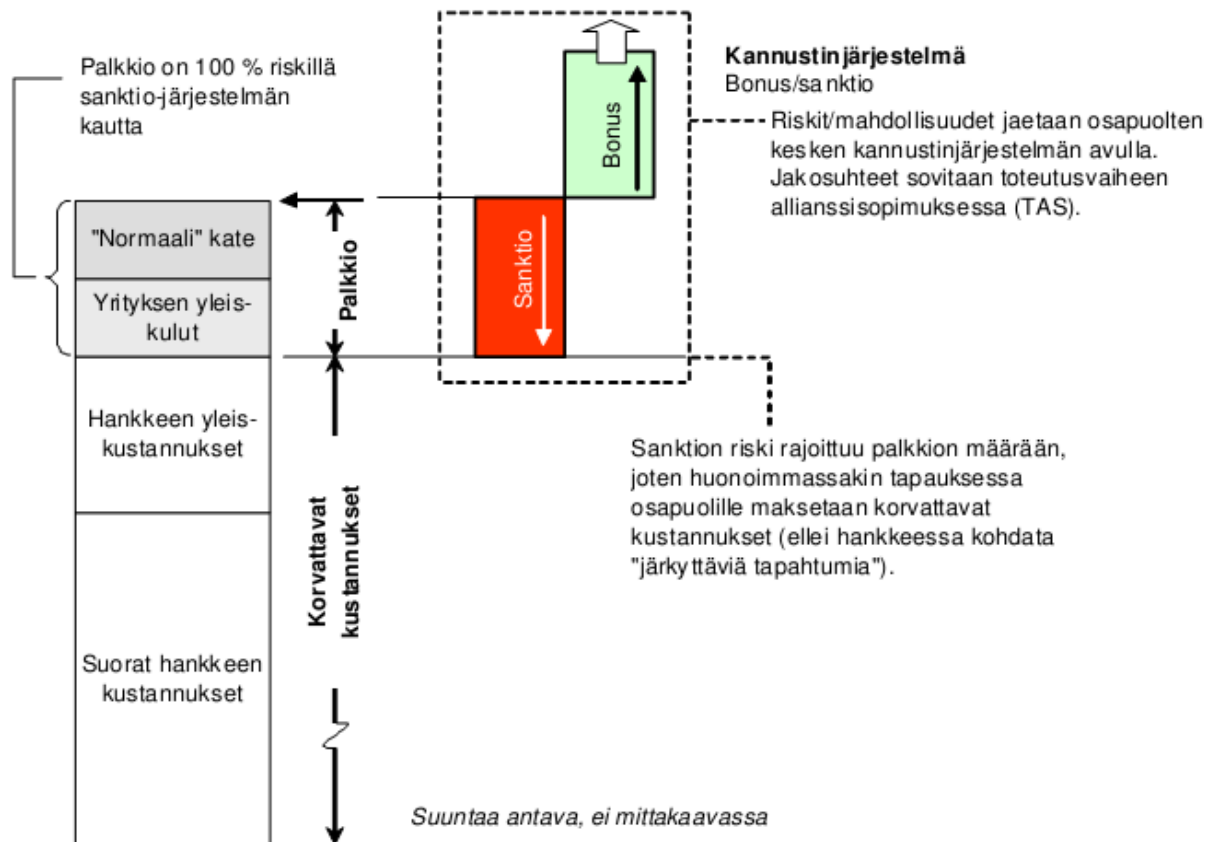 Palkkio on 100 % riskillä
sanktio-järjestelmän
kautta
Kannustinjärjestelmä
Bonus/sanktio
Riskit/mahdollisuudet jaetaan osapuolten
kesken kannustinjärjestelmän avulla.
Jakosuhteet sovitaan toteutusvaiheen
allianssisopimuksessa (TAS).
Bonus
Sanktio
Palkkio
"Normaali" kate
Yrityksen yleis-
kulut
Hankkeen yleis-
kustannukset
Suorat hankkeen
kustannukset
Korvattavat
kustannukset
Sanktion riski rajoittuu palkkion määrään,
joten huonoimmassakin tapauksessa
osapuolille maksetaan korvattavat
kustannukset (ellei hankkeessa kohdata
"järkyttäviä tapahtumia").
Suuntaa antava, ei mittakaavassa